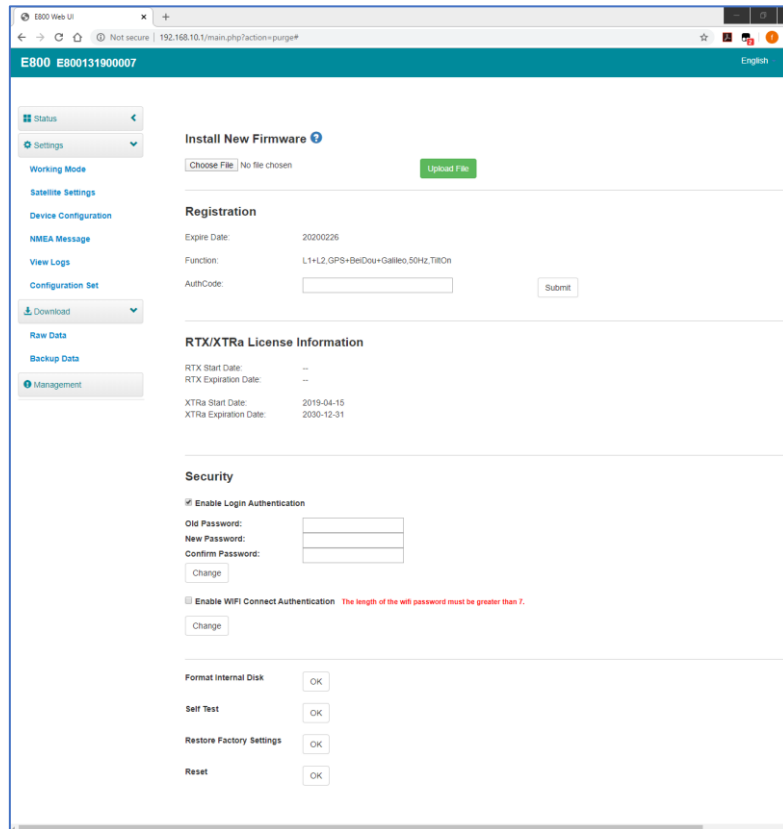 E800 Web UI
Not secure | 192.168.10.1/main.php?action=purge#
E800 E800131900007
English
Status
Settings
Working Mode
Satellite Settings
Device Configuration
NMEA Message
View Logs
Configuration Set
Download
Raw Data
Backup Data
Management
Install New Firmware
Choose File No file chosen
Upload File
Registration
Expire Date: 20200226
Function: L1+L2,GPS+BeiDou+Galileo,50Hz,TiltOn
AuthCode:
Submit
RTX/XTRa License Information
RTX Start Date: --
RTX Expiration Date: --
XTRa Start Date: 2019-04-15
XTRa Expiration Date: 2030-12-31
Security
Enable Login Authentication
Old Password:
New Password:
Confirm Password:
Change
Enable WIFI Connect Authentication The length of the wifi password must be greater than 7.
Change
Format Internal Disk OK
Self Test OK
Restore Factory Settings OK
Reset OK